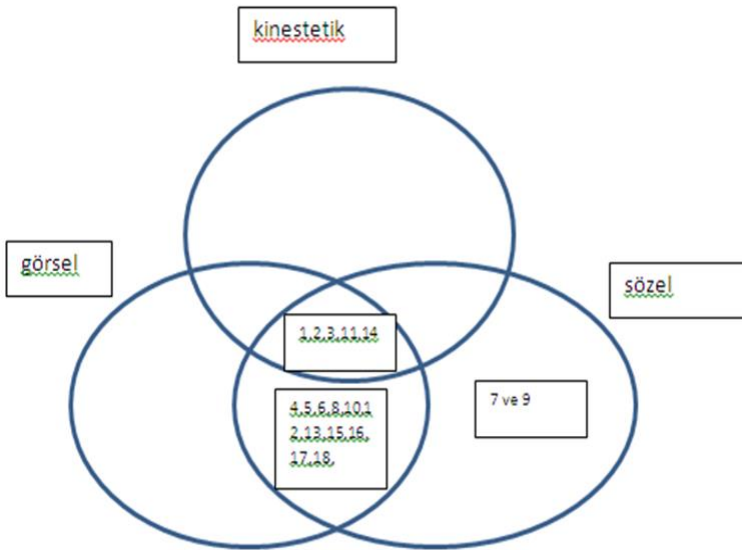 kinestetik
görsel
sözel
1,2,3,11,14
4,5,6,8,10,1
2,13,15,16,
17,18,
7 ve 9